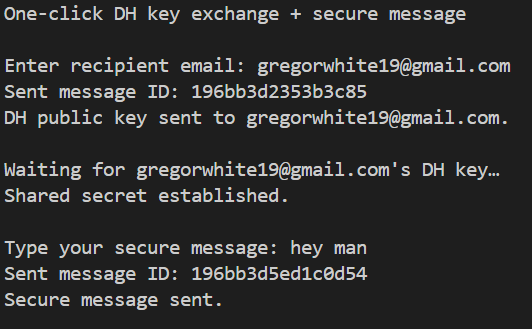 One-click DH key exchange + secure message
Enter recipient email: gregorwhite19@gmail.com
Sent message ID: 196bb3d2353b3c85
DH public key sent to gregorwhite19@gmail.com.
Waiting for gregorwhite19@gmail.com's DH key…
Shared secret established.
Type your secure message: hey man
Sent message ID: 196bb3d5ed1c0d54
Secure message sent.